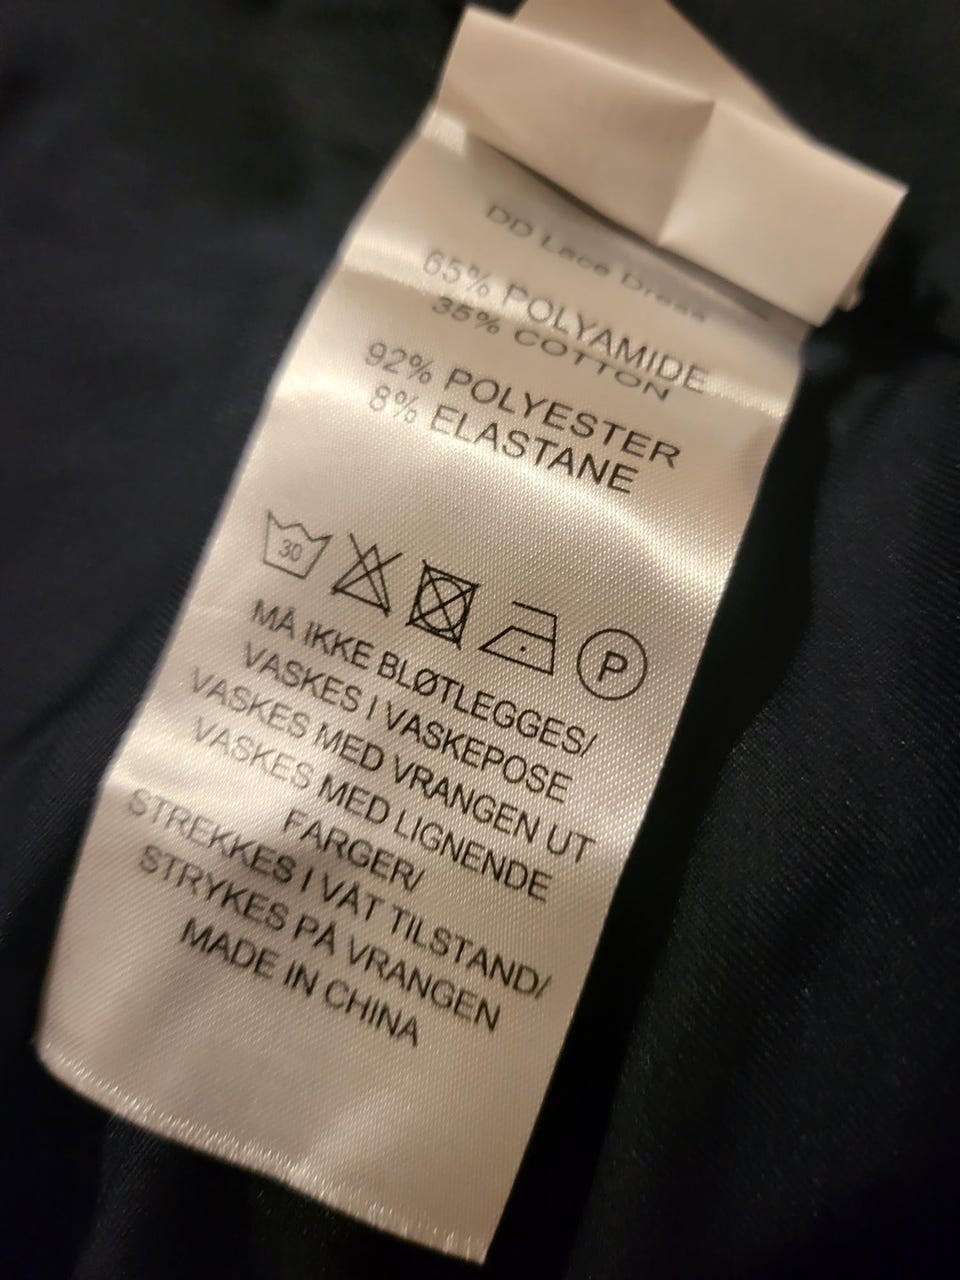 DD Lace Dress
65% POLYAMIDE
35% COTTON
92% POLYESTER
8% ELASTANE
30
P
MÅ IKKE BLØTLEGGES/
VASKES I VASKEPOSE
VASKES MED VRANGEN UT
VASKES MED LIGNENDE
FARGER/
STREKKES I VÅT TILSTAND/
STRYKES PÅ VRANGEN
MADE IN CHINA